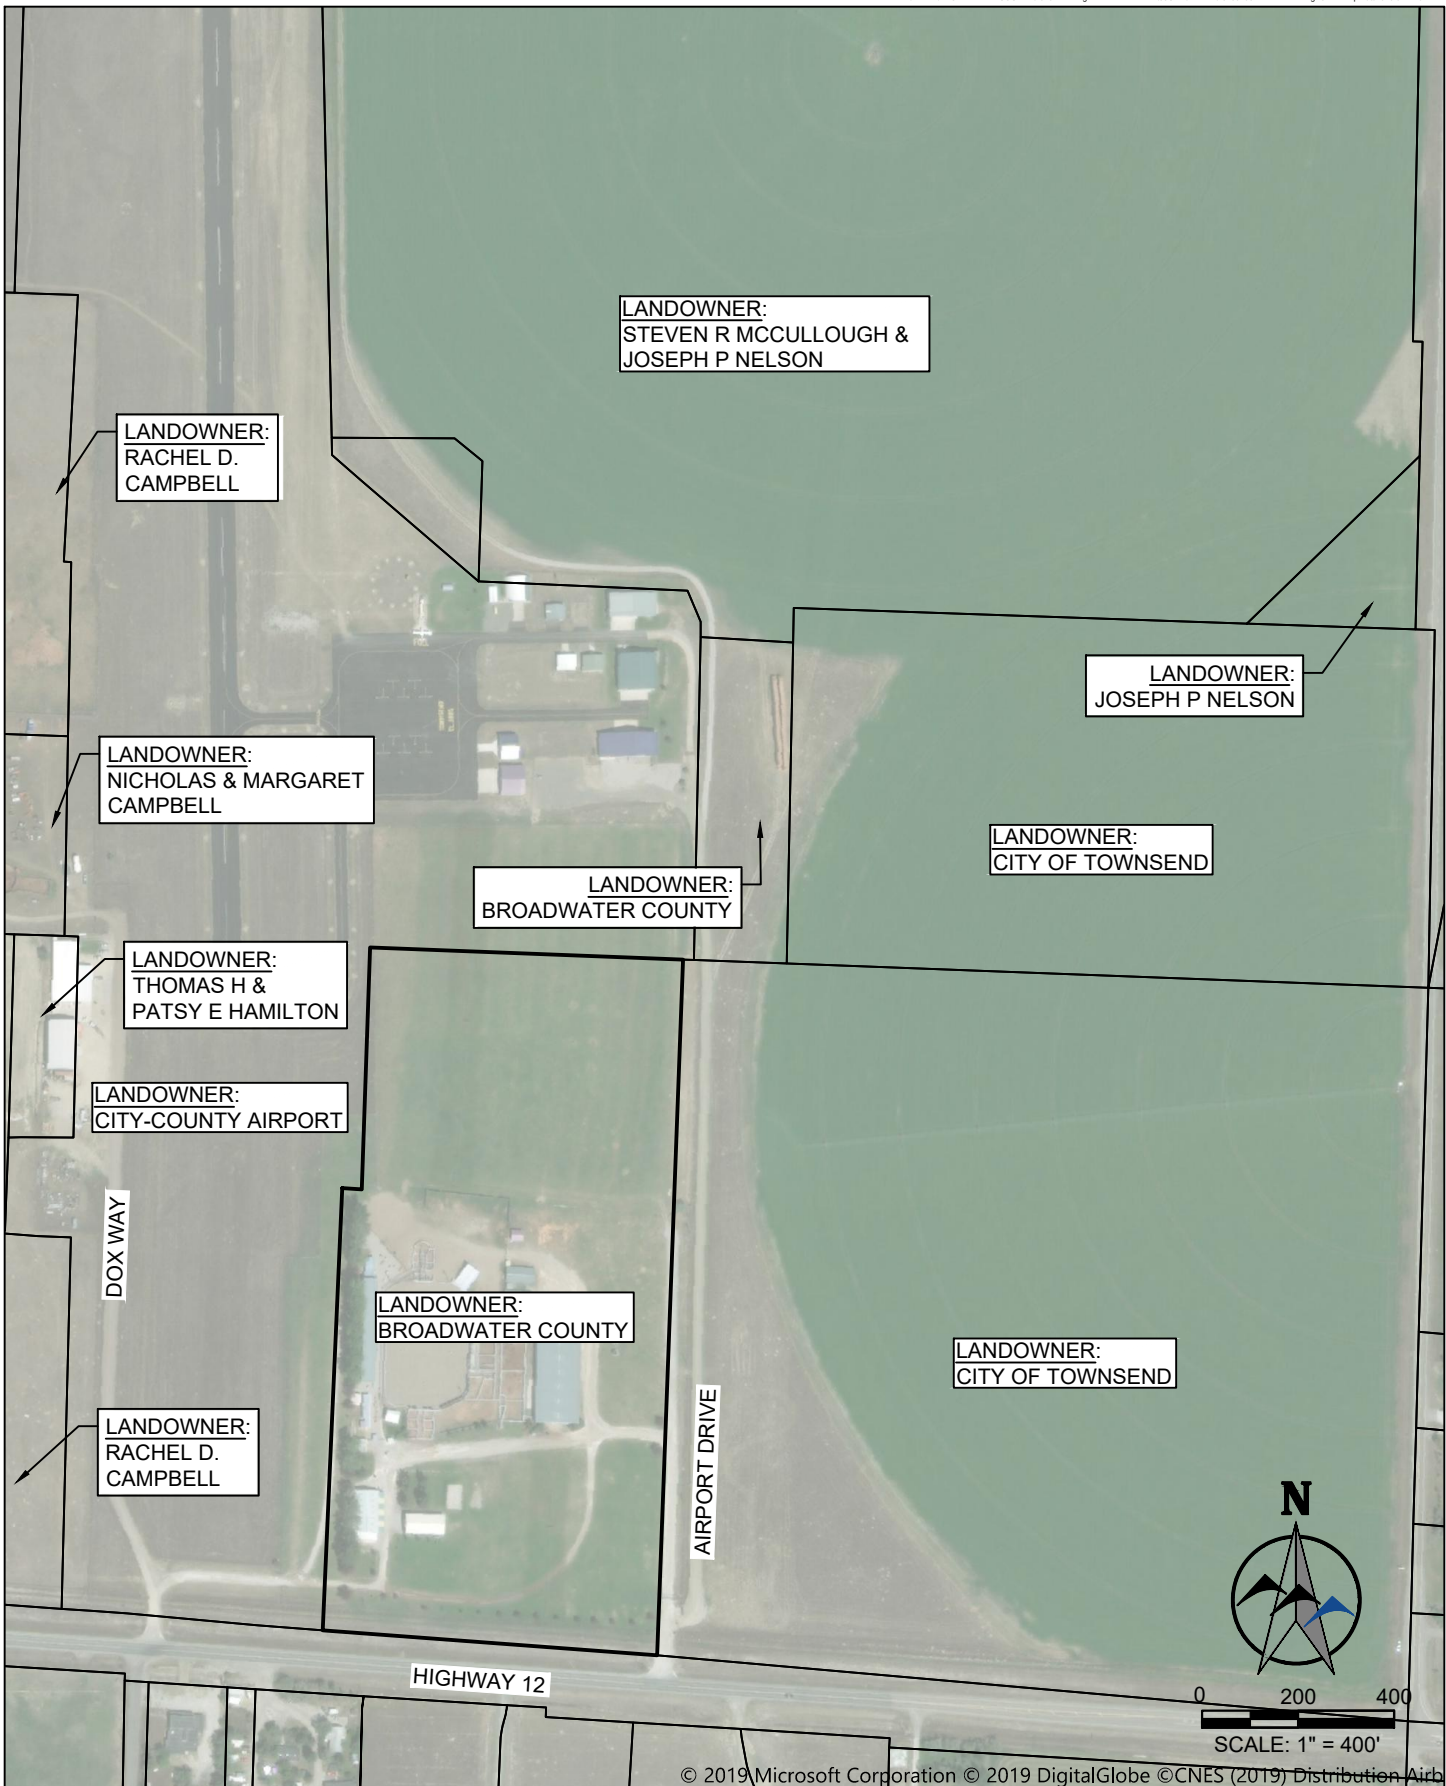 LANDOWNER:
STEVEN R MCCULLOUGH &
JOSEPH P NELSON
LANDOWNER:
RACHEL D.
CAMPBELL
LANDOWNER:
JOSEPH P NELSON
LANDOWNER:
NICHOLAS & MARGARET
CAMPBELL
LANDOWNER:
CITY OF TOWNSEND
LANDOWNER:
BROADWATER COUNTY
LANDOWNER:
THOMAS H &
PATSY E HAMILTON
LANDOWNER:
CITY-COUNTY AIRPORT
DOX WAY
LANDOWNER:
BROADWATER COUNTY
LANDOWNER:
CITY OF TOWNSEND
LANDOWNER:
RACHEL D.
CAMPBELL
AIRPORT DRIVE
N
HIGHWAY 12
0 200 400
SCALE: 1" = 400'
© 2019 Microsoft Corporation © 2019 DigitalGlobe ©CNES (2019) Distribution Airb